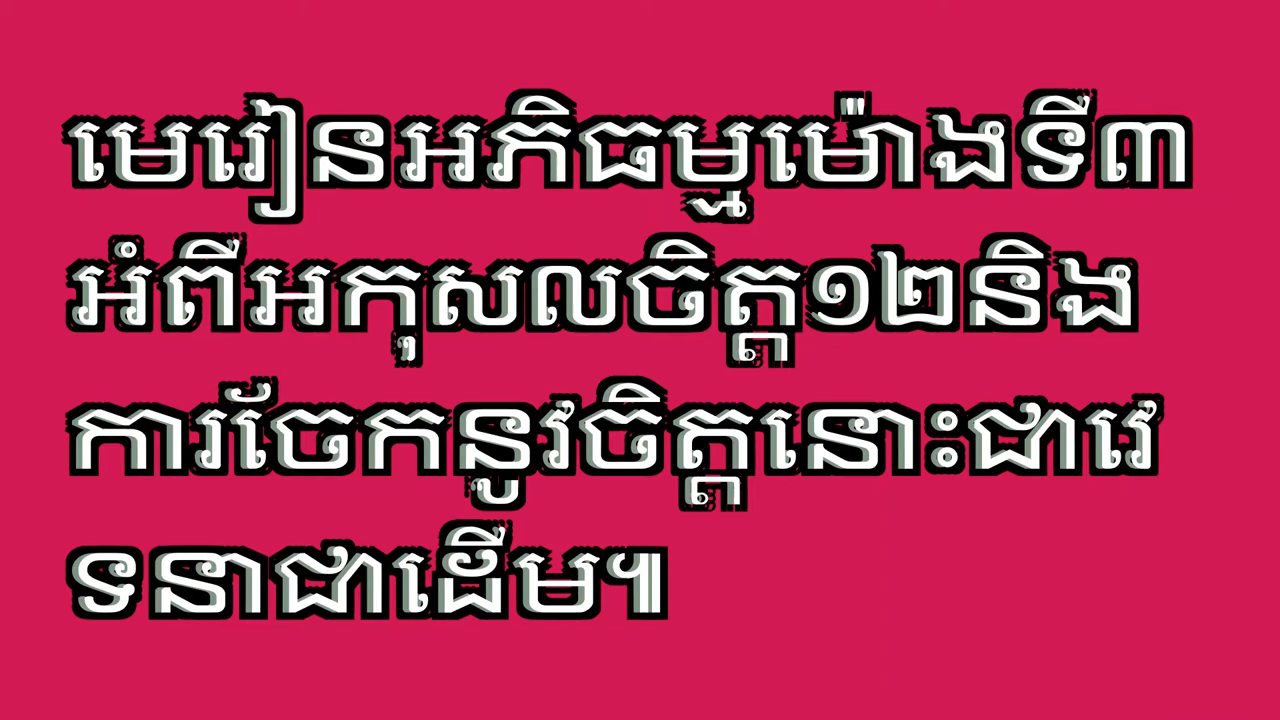 មេរៀនអភិធម្មម៉ោងទី៣
អំពីអកុសលចិត្ត១២និង
ការចែកនូវចិត្តនោះជាវេ
ទនាជាដើម៕